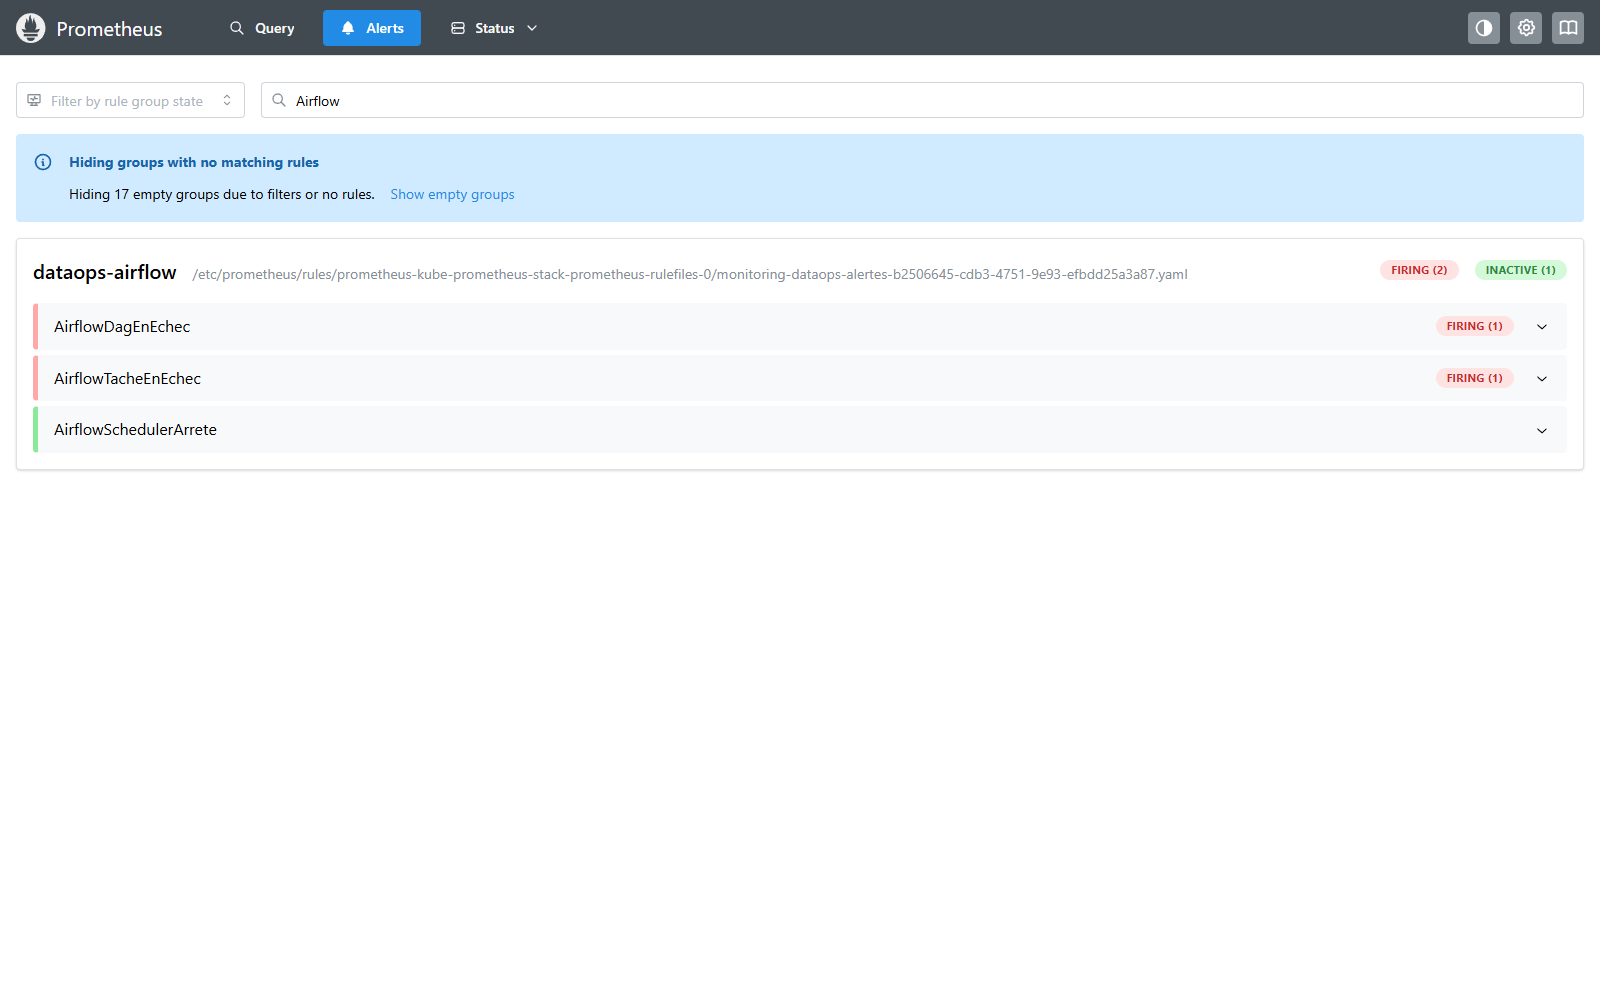 Prometheus Query Alerts Status
Filter by rule group state Airflow
Hiding groups with no matching rules
Hiding 17 empty groups due to filters or no rules. Show empty groups
dataops-airflow /etc/prometheus/rules/prometheus-kube-prometheus-stack-prometheus-rulefiles-0/monitoring-dataops-alertes-b2506645-cdb3-4751-9e93-efbdd25a3a87.yaml FIRING (2) INACTIVE (1)
AirflowDagEnEchec FIRING (1)
AirflowTacheEnEchec FIRING (1)
AirflowSchedulerArrete